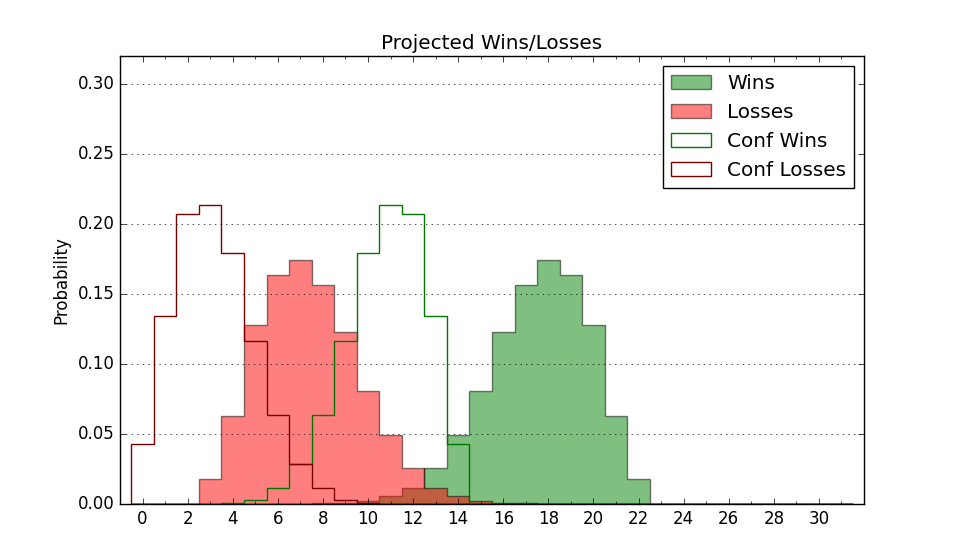 Projected Wins/Losses
0.30
0.25
0.20
0.15
0.10
0.05
0.00
Probability
Wins
Losses
Conf Wins
Conf Losses
0 2 4 6 8 10 12 14 16 18 20 22 24 26 28 30